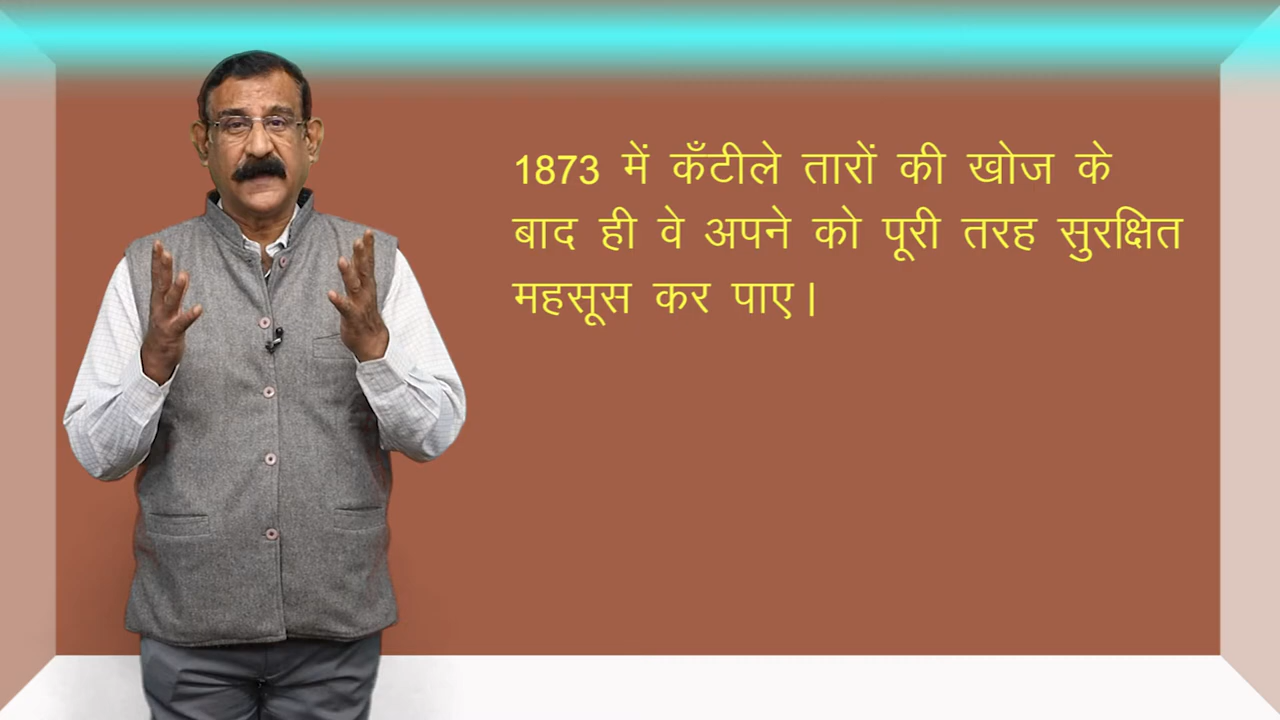 1873 में कँटीले तारों की खोज के
बाद ही वे अपने को पूरी तरह सुरक्षित
महसूस कर पाए।